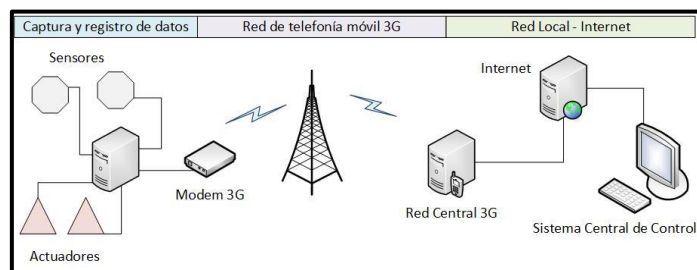 Captura y registro de datos
Red de telefonía móvil 3G
Red Local - Internet
Sensores
Internet
Modem 3G
Red Central 3G
Sistema Central de Control
Actuadores